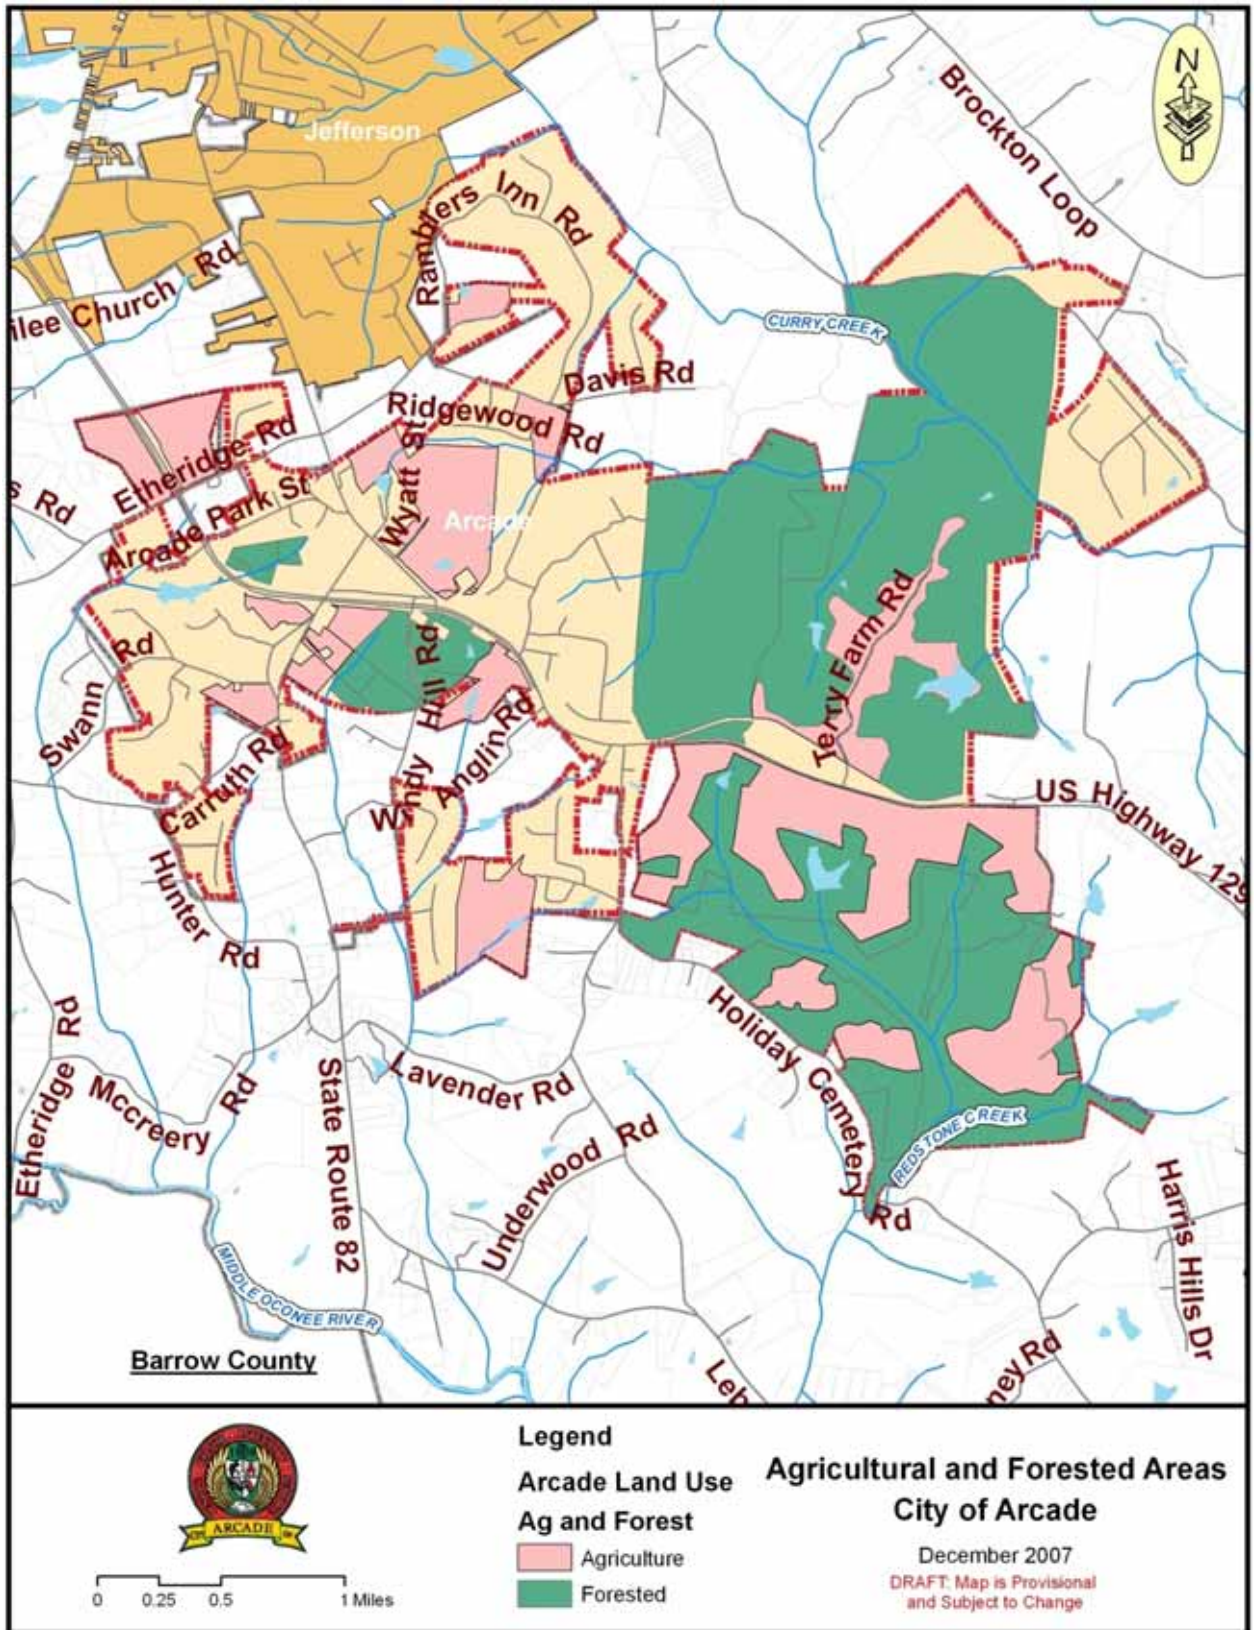 N
Brockton Loop
Jefferson
Ramblers Inn Rd
ilee Church Rd
CURRY CREEK
Davis Rd
Ridgewood Rd
Etheridge Rd
s Rd
Wyatt St
Arcade Park St
Arcade
Terry Farm Rd
Swann Rd
Windy Hill Rd
Anglin Rd
Carruth Rd
US Highway 129
Hunter Rd
Holiday Cemetery Rd
Etheridge Rd
Mccreery Rd
State Route 82
Lavender Rd
Underwood Rd
REDSTONE CREEK
Harris Hills Dr
MIDDLE OCONEE RIVER
Barrow County
Leb
ney Rd
Legend
Arcade Land Use
Ag and Forest
Agriculture
Forested
Agricultural and Forested Areas
City of Arcade
December 2007
DRAFT: Map is Provisional
and Subject to Change
ARCADE
0 0.25 0.5 1 Miles